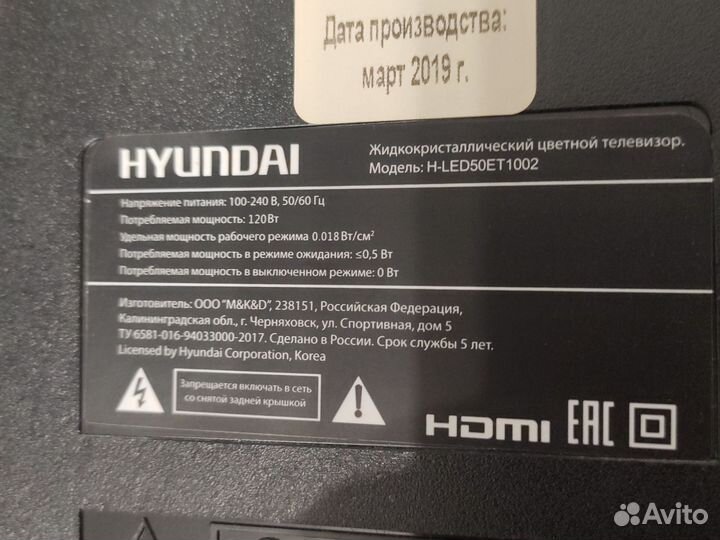 Дата производства:
март 2019 г.
HYUNDAI
Жидкокристаллический цветной телевизор.
Модель: H-LED50ET1002
Напряжение питания: 100-240 В, 50/60 Гц
Потребляемая мощность: 120Вт
Удельная мощность рабочего режима 0.018Вт/см²
Потребляемая мощность в режиме ожидания: ≤0,5 Вт
Потребляемая мощность в выключенном режиме: 0 Вт
Изготовитель: ООО "M&K&D", 238151, Российская Федерация,
Калининградская обл., г. Черняховск, ул. Спортивная, дом 5
ТУ 6581-016-94033000-2017. Сделано в России. Срок службы 5 лет.
Licensed by Hyundai Corporation, Korea
Запрещается включать в сеть
со снятой задней крышкой
HDMI EAC
Avito